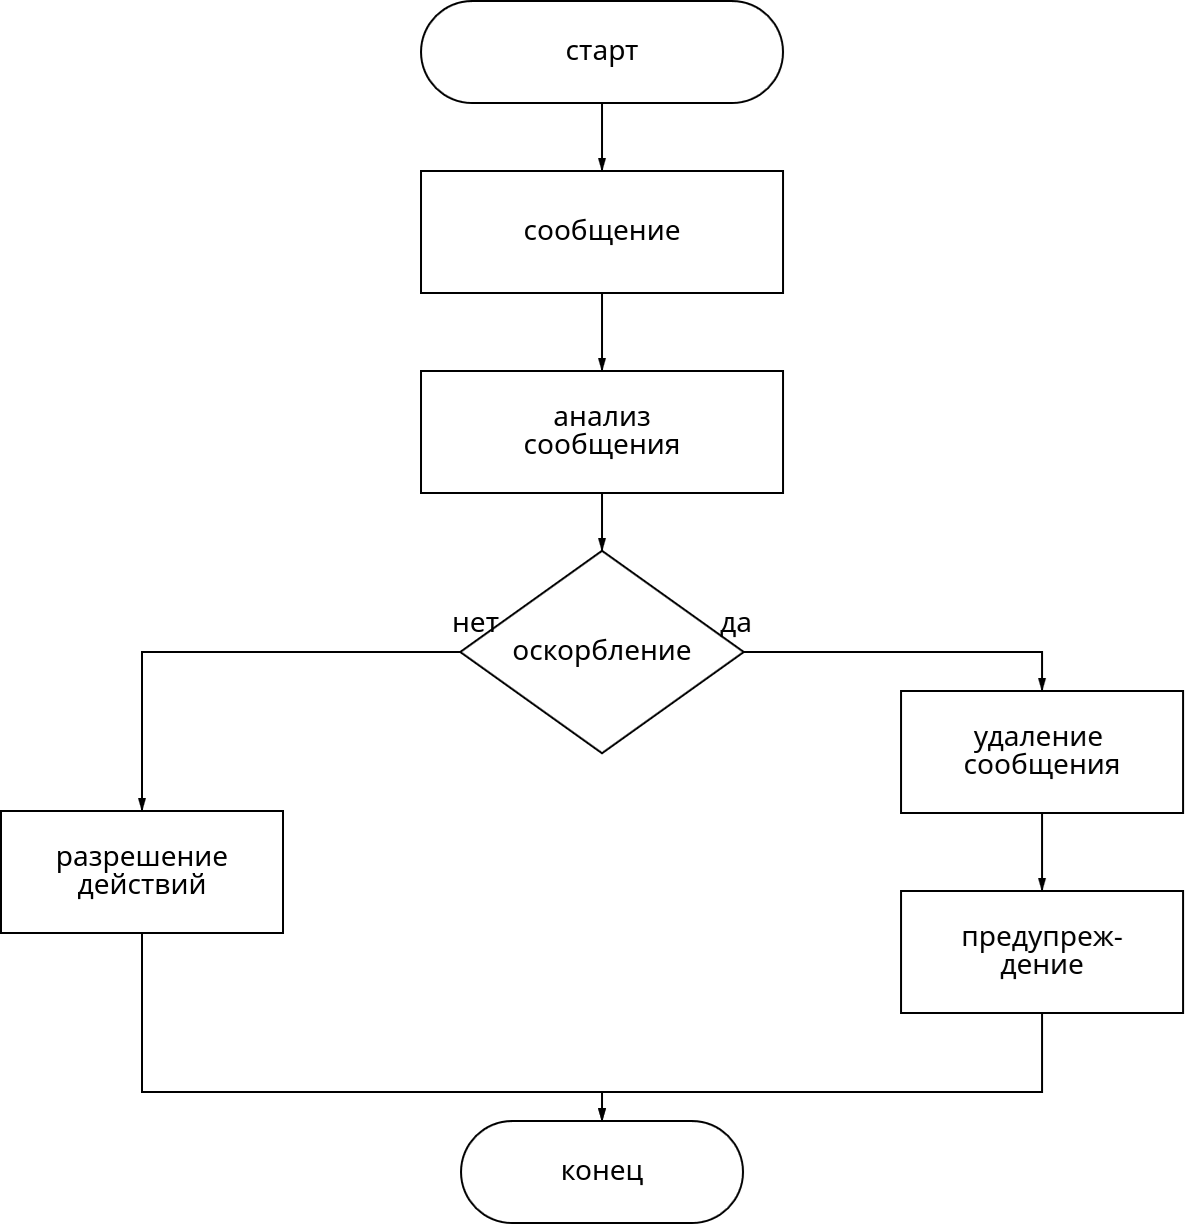 старт
сообщение
анализ
сообщения
нет
да
оскорбление
удаление
сообщения
разрешение
действий
предупреж-
дение
конец